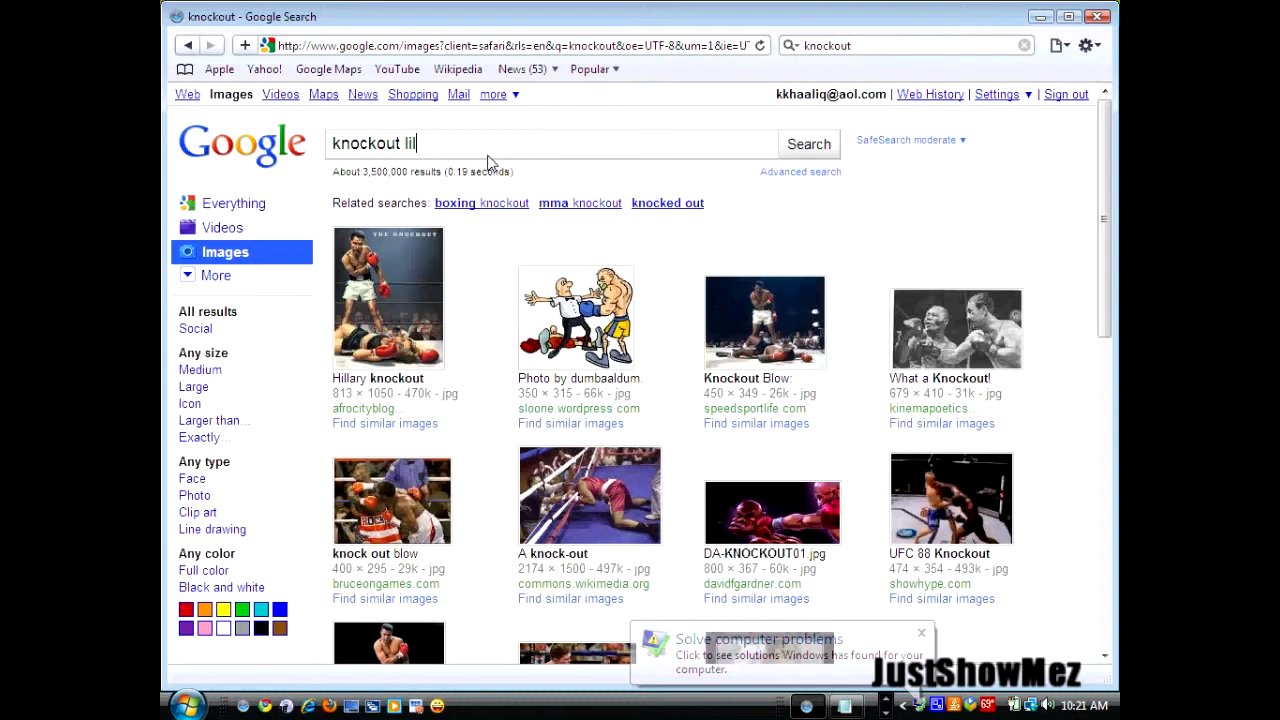 knockout - Google Search
http://www.google.com/images?client=safari&rls=en&q=knockout&oe=UTF-8&um=1&ie=UT
knockout
Apple Yahoo! Google Maps YouTube Wikipedia News (53) Popular
Web Images Videos Maps News Shopping Mail more
kkhaaliq@aol.com | Web History | Settings | Sign out
Google
knockout lil
Search
SafeSearch moderate
About 3,500,000 results (0.19 seconds)
Advanced search
Everything
Videos
Images
More
All results
Social
Any size
Medium
Large
Icon
Larger than...
Exactly...
Any type
Face
Photo
Clip art
Line drawing
Any color
Full color
Black and white
Related searches: boxing knockout mma knockout knocked out
THE KNOCKOUT
Hillary knockout
813 × 1050 - 470k - jpg
afrocityblog...
Find similar images
Photo by dumbaaldum.
350 × 315 - 66k - jpg
sloone.wordpress.com
Find similar images
Knockout Blow:
450 × 349 - 26k - jpg
speedsportlife.com
Find similar images
What a Knockout!
679 × 410 - 31k - jpg
kinemapoetics...
Find similar images
knock out blow
400 × 295 - 29k - jpg
bruceongames.com
Find similar images
A knock-out
2174 × 1500 - 497k - jpg
commons.wikimedia.org
Find similar images
DA-KNOCKOUT01.jpg
800 × 367 - 60k - jpg
davidfgardner.com
Find similar images
UFC 88 Knockout
474 × 354 - 493k - jpg
showhype.com
Find similar images
Solve computer problems
Click to see solutions Windows has found for your
computer.
JustShowMez
69°
10:21 AM